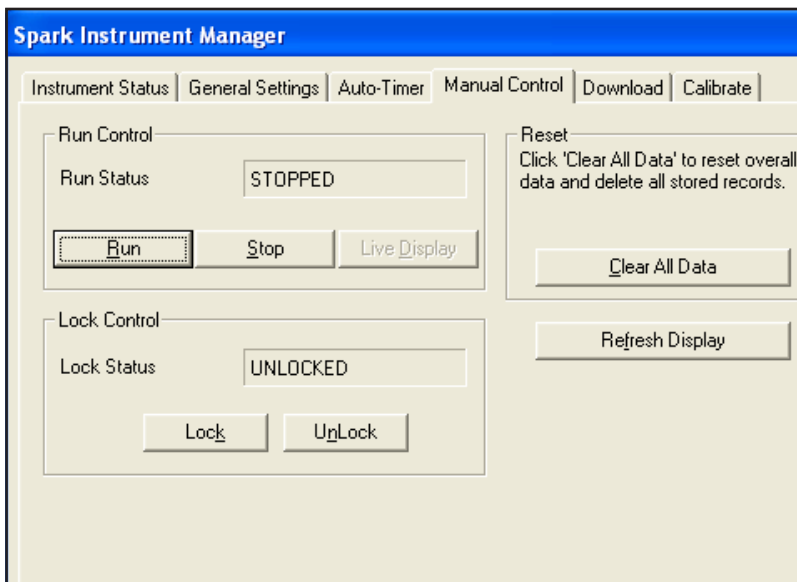 Spark Instrument Manager
Instrument Status General Settings Auto-Timer Manual Control Download Calibrate
Run Control
Run Status STOPPED
Run Stop Live Display
Lock Control
Lock Status UNLOCKED
Lock UnLock
Reset
Click 'Clear All Data' to reset overall
data and delete all stored records.
Clear All Data
Refresh Display